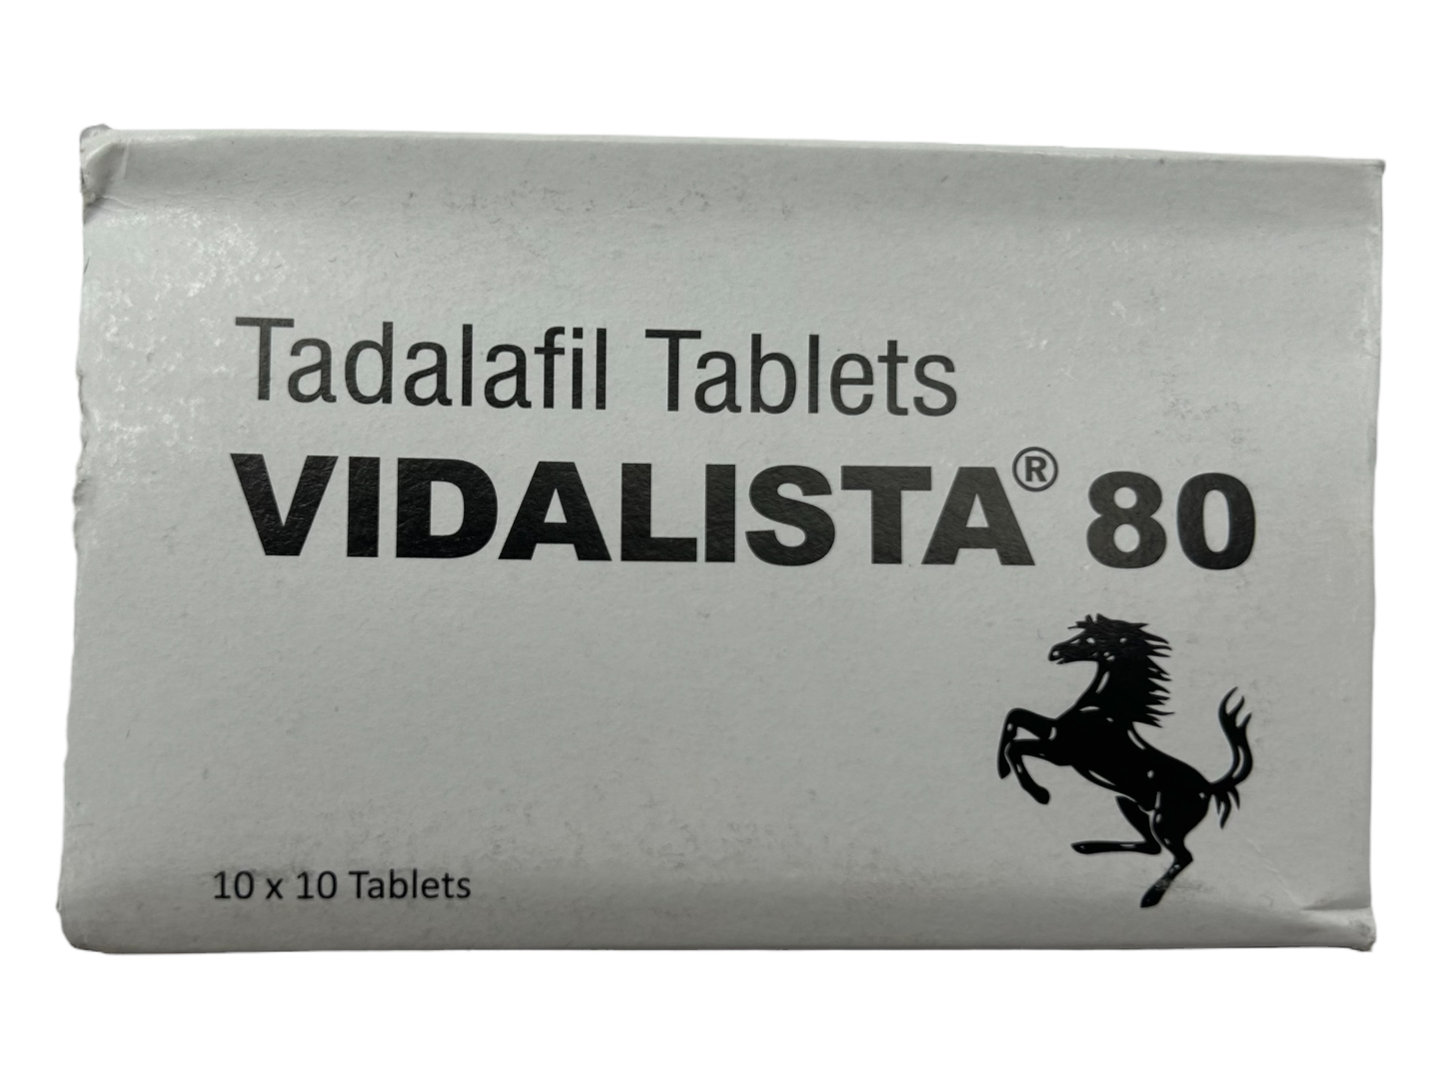 Tadalafil Tablets
VIDALISTA® 80
10 x 10 Tablets